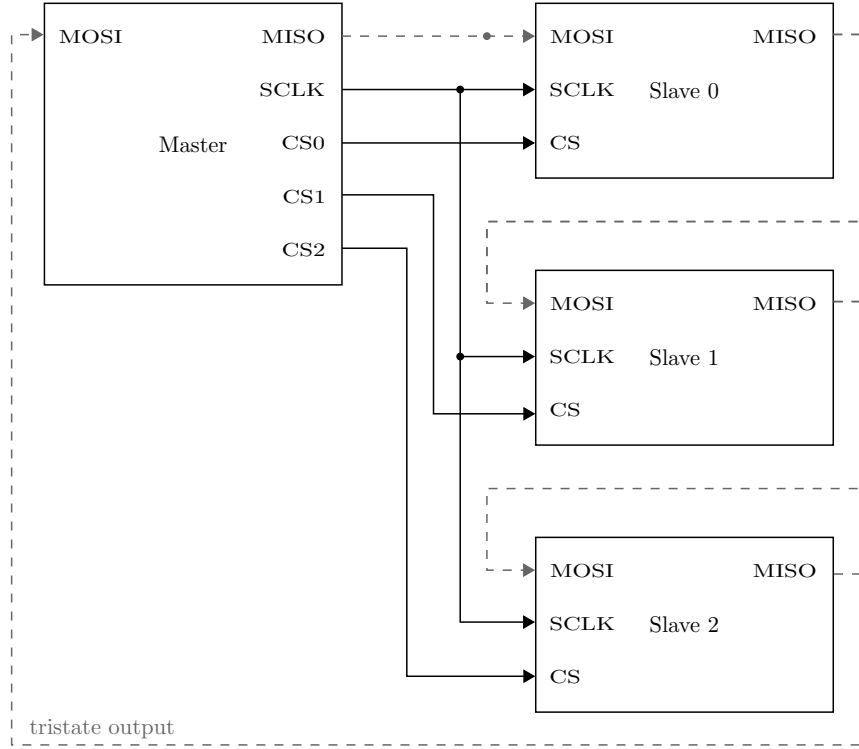 MOSI MISO
SCLK
Master CS0
CS1
CS2
MOSI MISO
SCLK Slave 0
CS
MOSI MISO
SCLK Slave 1
CS
MOSI MISO
SCLK Slave 2
CS
tristate output